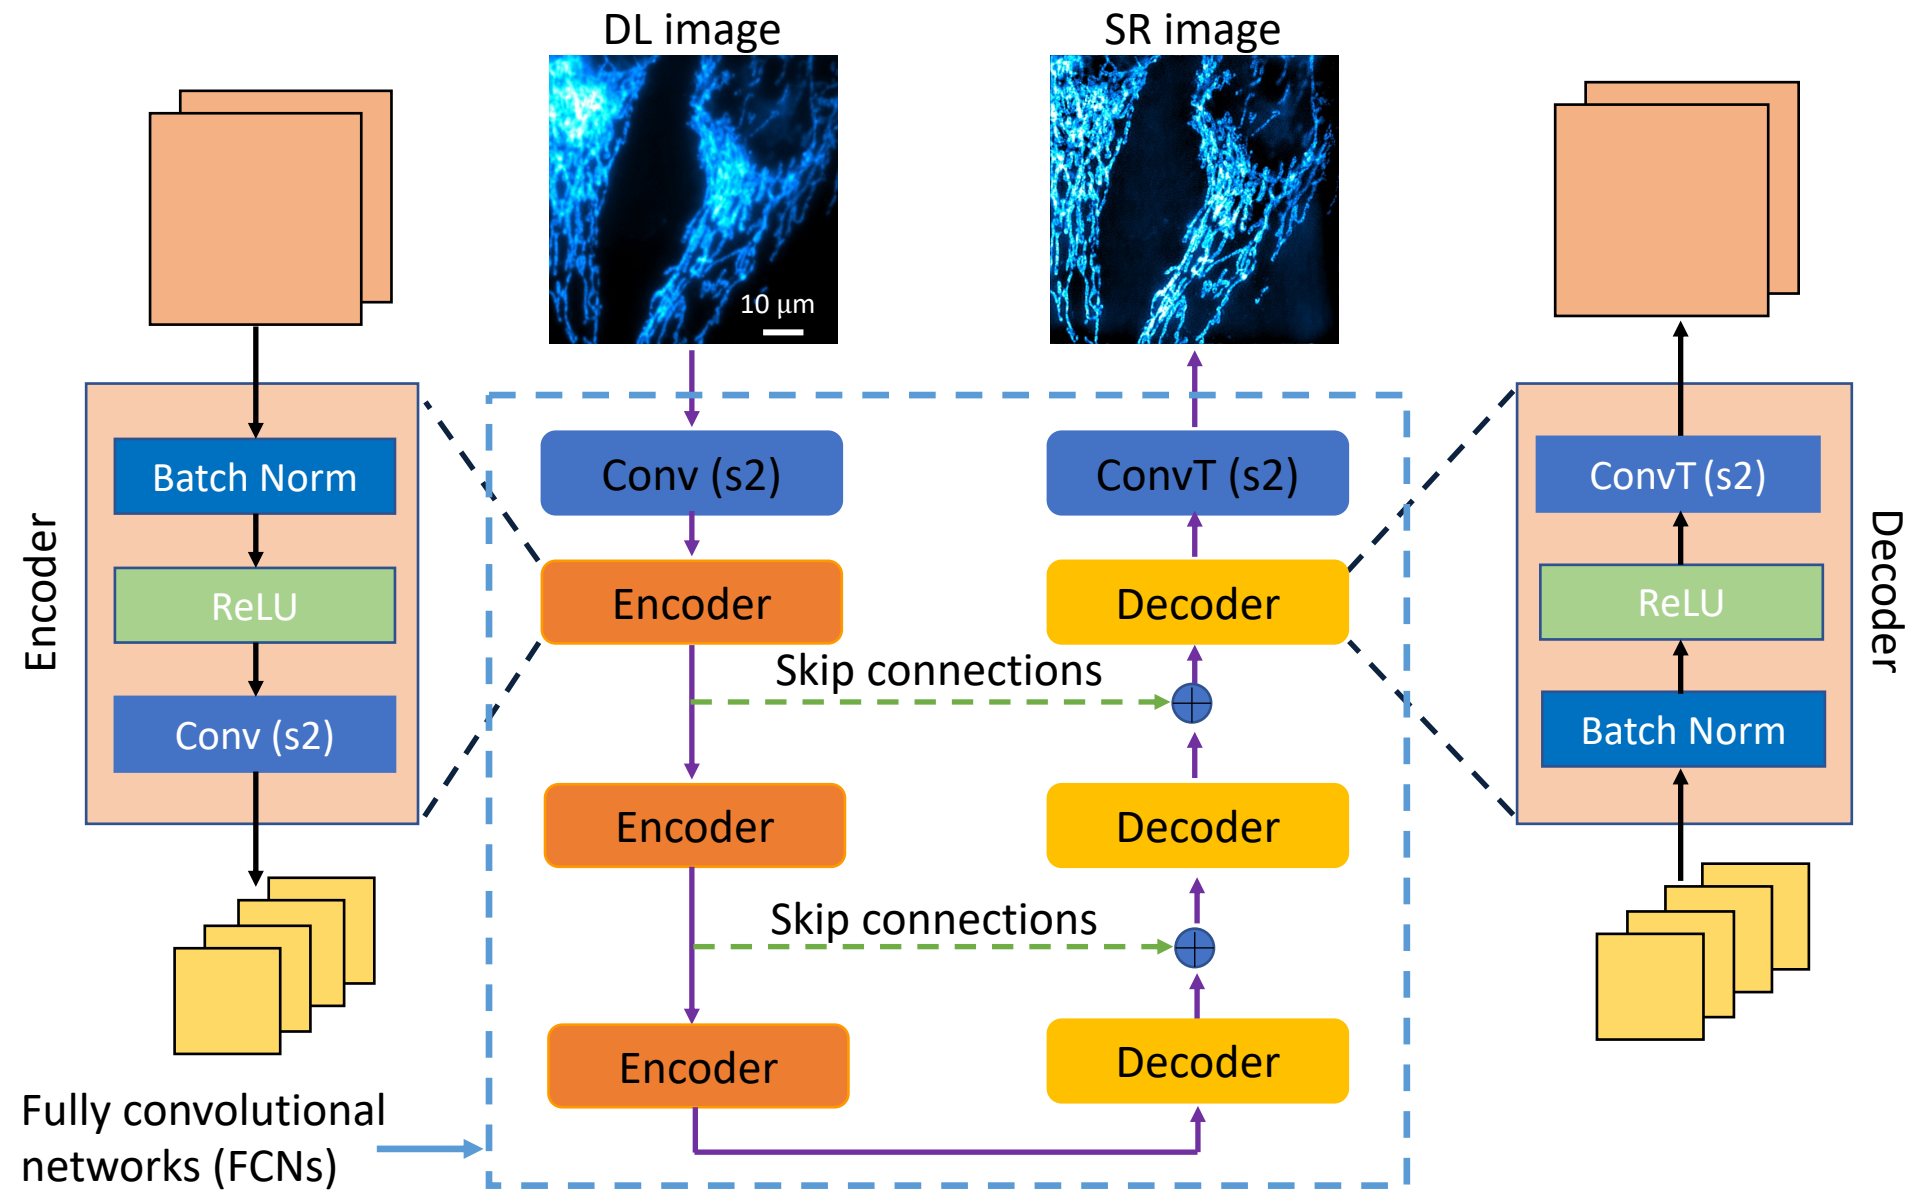 DL image
SR image
10 μm
Encoder
Batch Norm
ReLU
Conv (s2)
Conv (s2)
Encoder
Skip connections
Encoder
Skip connections
Encoder
ConvT (s2)
Decoder
Decoder
Decoder
ConvT (s2)
ReLU
Batch Norm
Decoder
Fully convolutional
networks (FCNs)